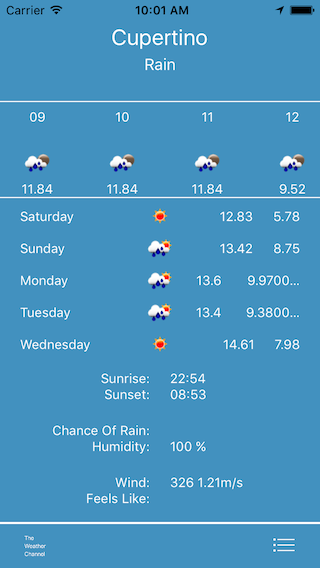 Carrier 10:01 AM
Cupertino
Rain
09 10 11 12
11.84 11.84 11.84 9.52
Saturday 12.83 5.78
Sunday 13.42 8.75
Monday 13.6 9.9700...
Tuesday 13.4 9.3800...
Wednesday 14.61 7.98
Sunrise: 22:54
Sunset: 08:53
Chance Of Rain:
Humidity: 100 %
Wind: 326 1.21m/s
Feels Like:
The
Weather
Channel